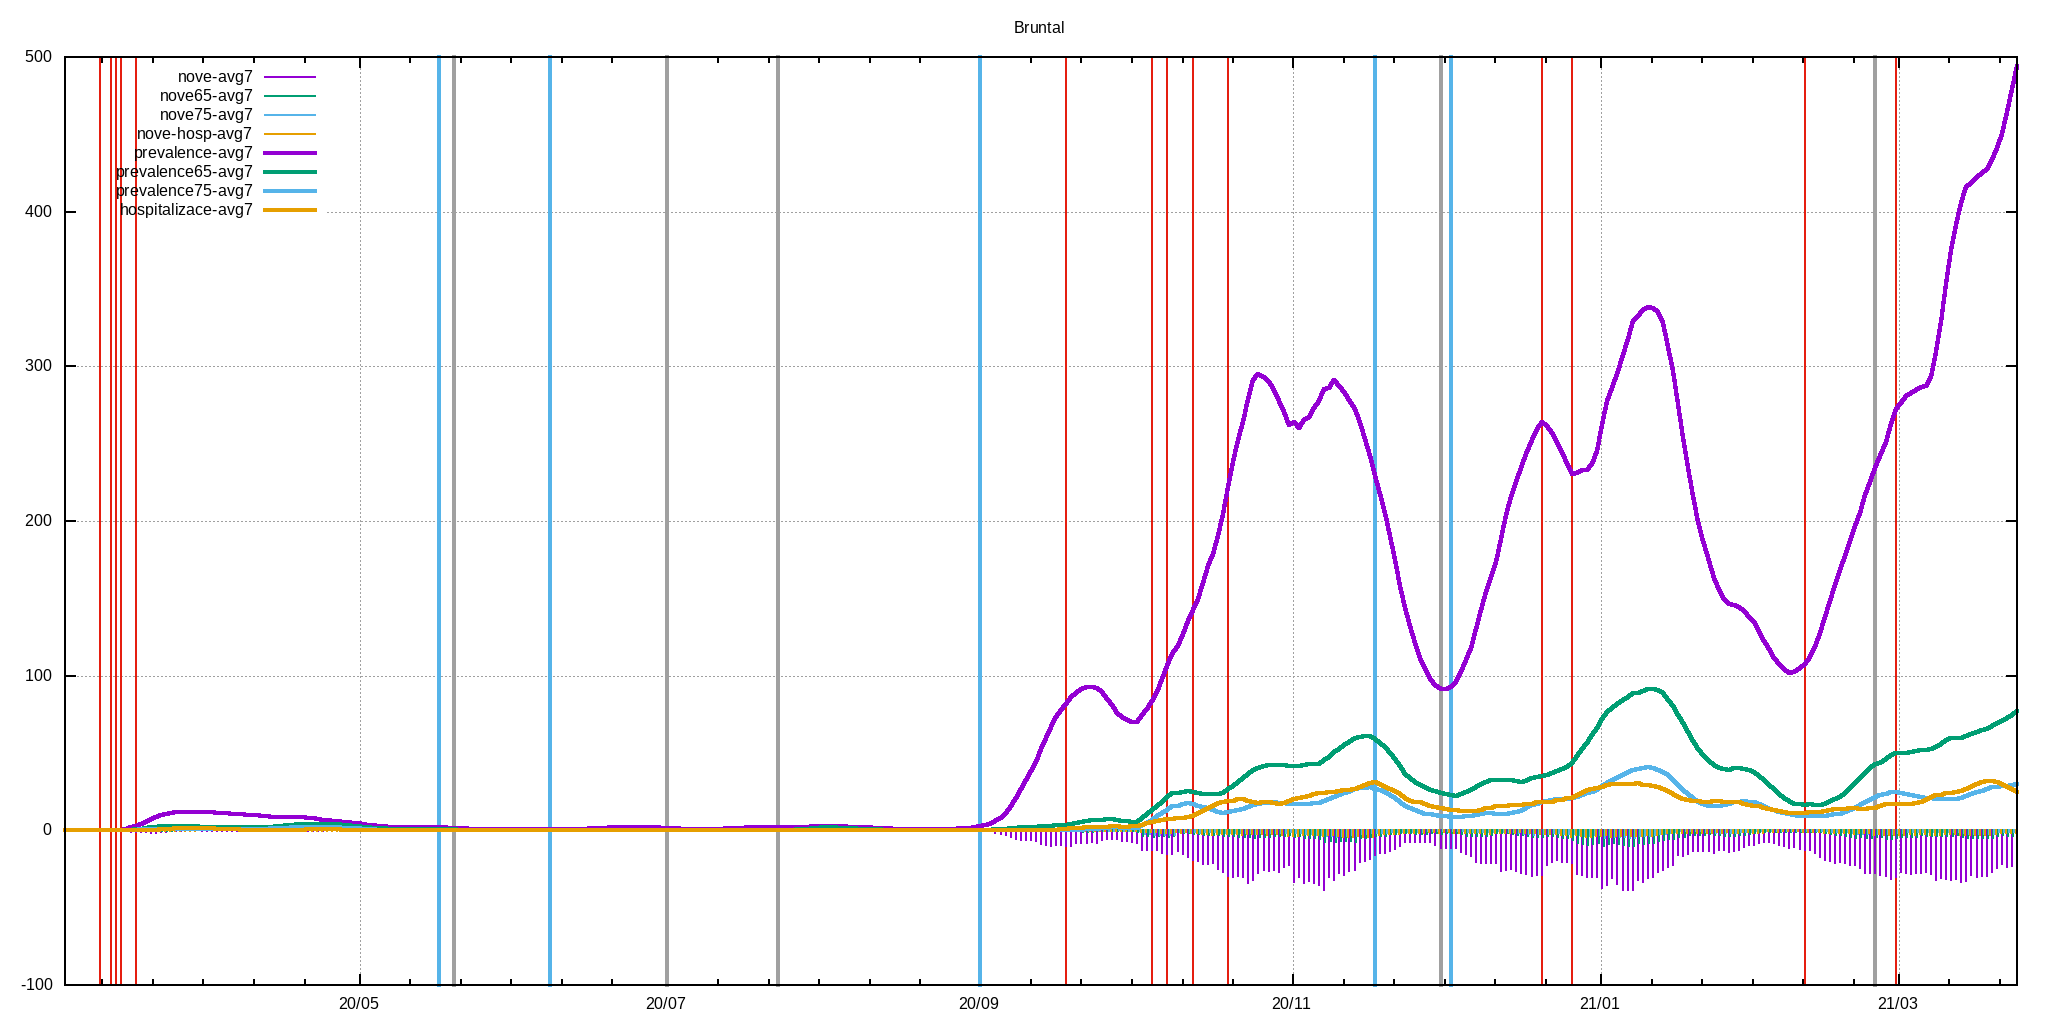 Bruntal
500
400
300
200
100
0
-100
nove-avg7
nove65-avg7
nove75-avg7
nove-hosp-avg7
prevalence-avg7
prevalence65-avg7
prevalence75-avg7
hospitalizace-avg7
20/05
20/07
20/09
20/11
21/01
21/03